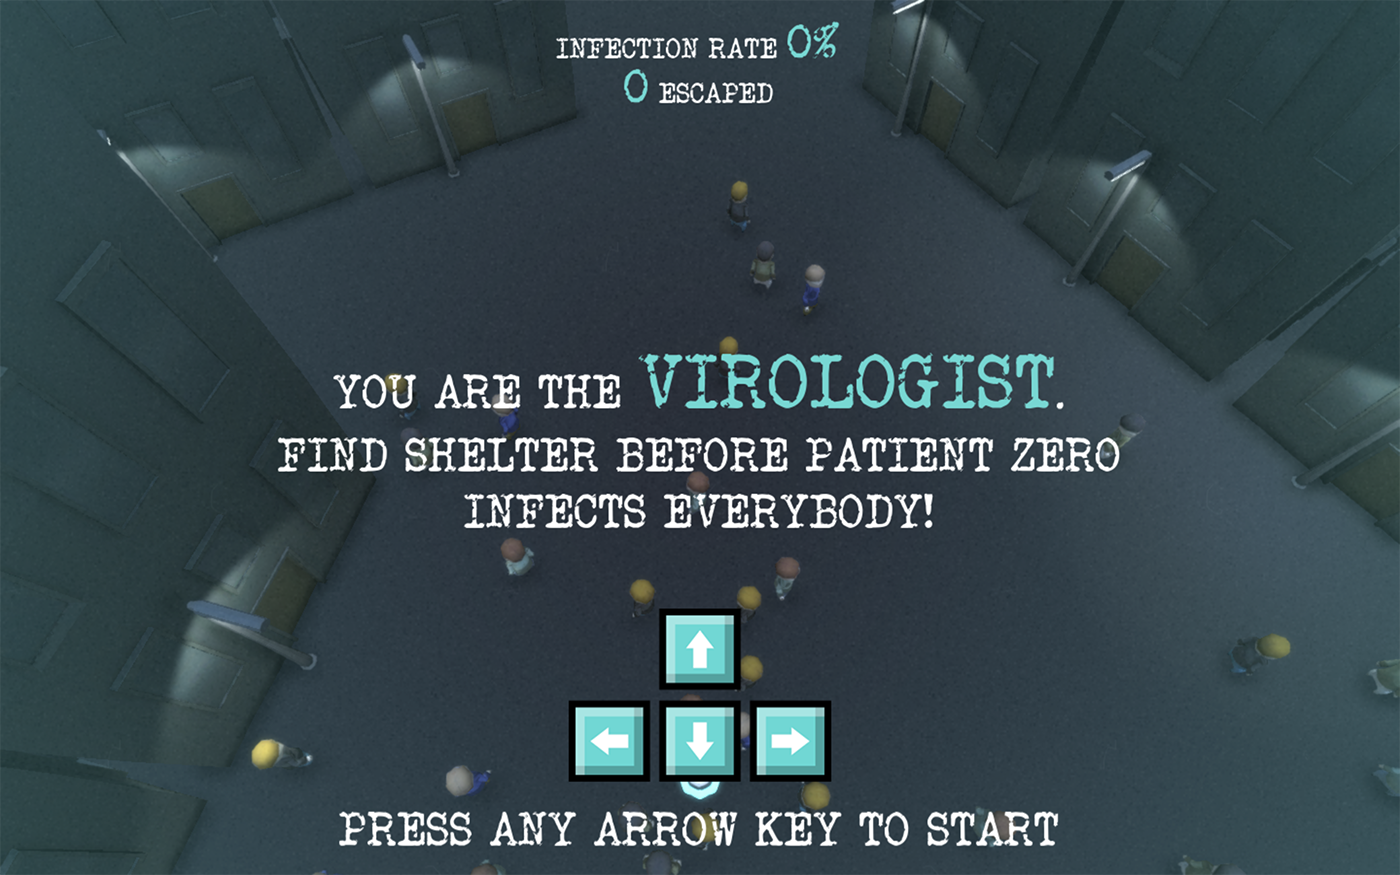 INFECTION RATE 0%
0 ESCAPED
YOU ARE THE VIROLOGIST.
FIND SHELTER BEFORE PATIENT ZERO
INFECTS EVERYBODY!
PRESS ANY ARROW KEY TO START